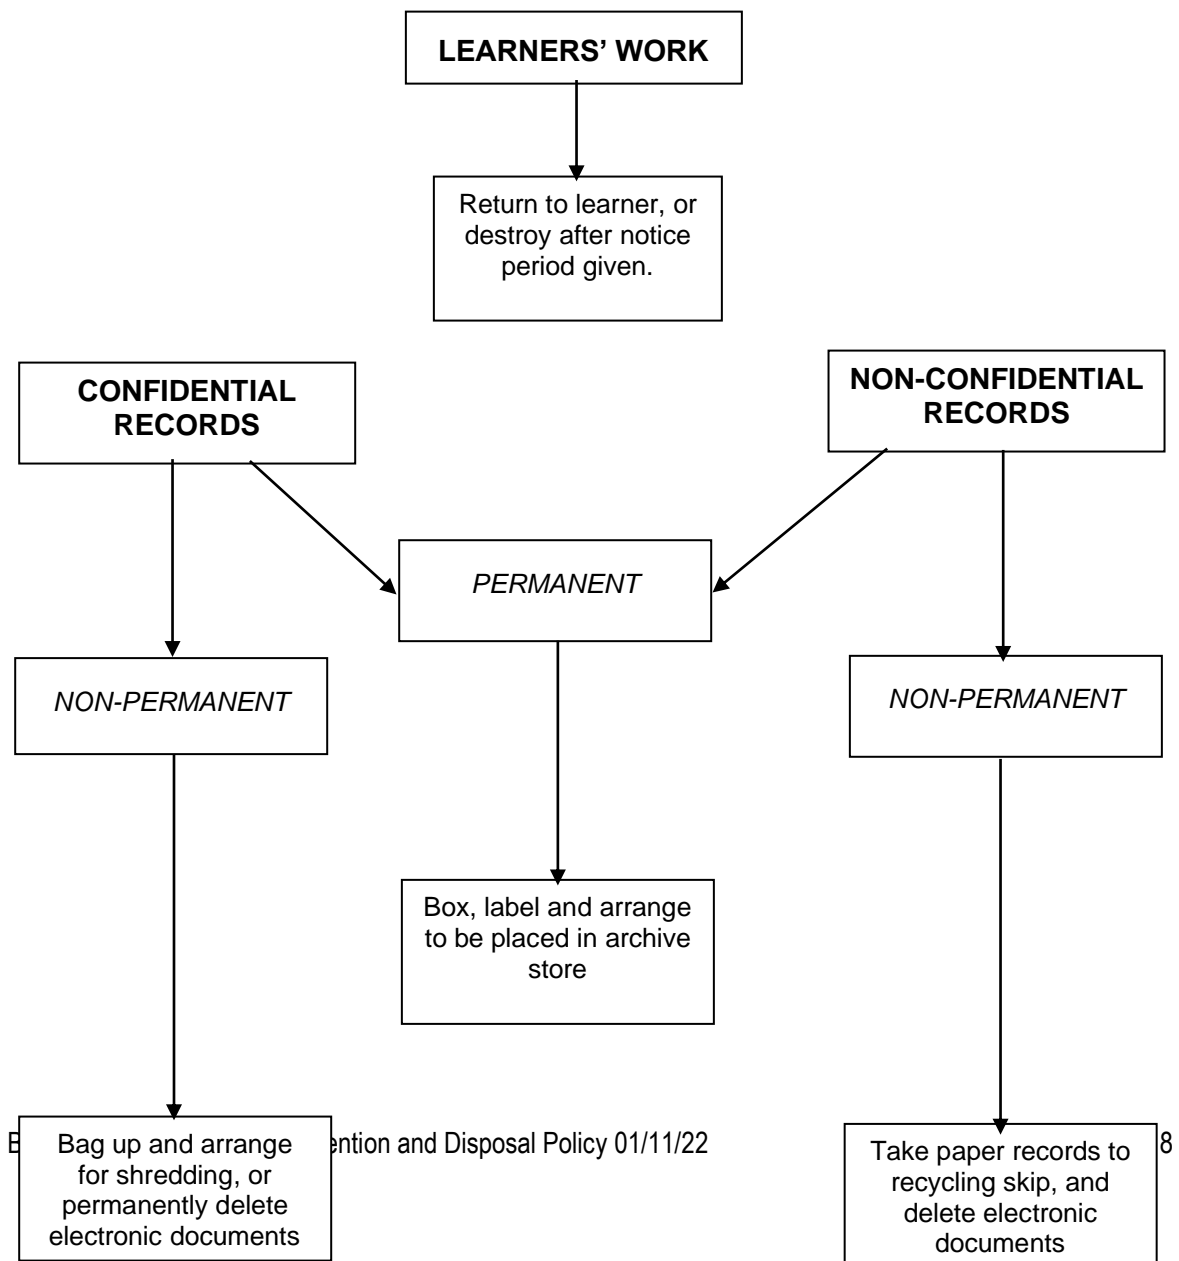 LEARNERS’ WORK
Return to learner, or
destroy after notice
period given.
CONFIDENTIAL
RECORDS
NON-CONFIDENTIAL
RECORDS
PERMANENT
NON-PERMANENT
NON-PERMANENT
Box, label and arrange
to be placed in archive
store
Bag up and arrange
for shredding, or
permanently delete
electronic documents
and Disposal Policy 01/11/22
8
Take paper records to
recycling skip, and
delete electronic
documents